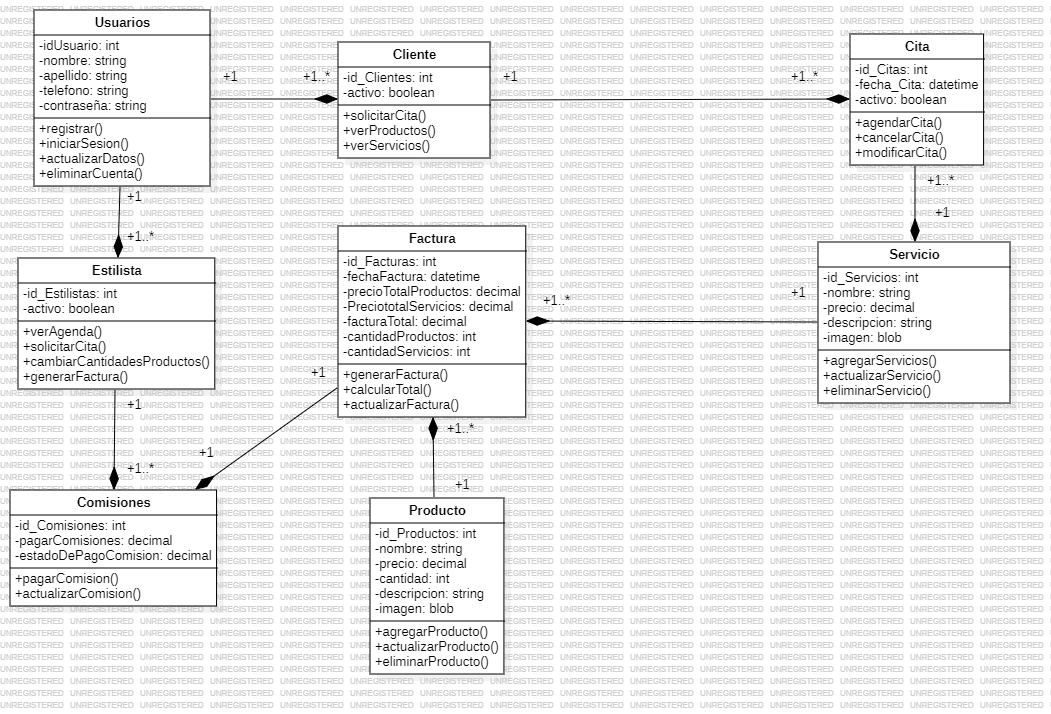 Usuarios
-idUsuario: int
-nombre: string
-apellido: string
-telefono: string
-contraseña: string
+registrar()
+iniciarSesion()
+actualizarDatos()
+eliminarCuenta()
+1
+1..*
Cliente
-id_Clientes: int
-activo: boolean
+solicitarCita()
+verProductos()
+verServicios()
+1
+1..*
Cita
-id_Citas: int
-fecha_Cita: datetime
-activo: boolean
+agendarCita()
+cancelarCita()
+modificarCita()
+1
+1..*
+1..*
+1
Estilista
-id_Estilistas: int
-activo: boolean
+verAgenda()
+solicitarCita()
+cambiarCantidadesProductos()
+generarFactura()
Factura
-id_Facturas: int
-fechaFactura: datetime
-precioTotalProductos: decimal
-PreciototalServicios: decimal
-facturaTotal: decimal
-cantidadProductos: int
-cantidadServicios: int
+generarFactura()
+calcularTotal()
+actualizarFactura()
+1..*
+1
Servicio
-id_Servicios: int
-nombre: string
-precio: decimal
-descripcion: string
-imagen: blob
+agregarServicios()
+actualizarServicio()
+eliminarServicio()
+1
+1
+1
+1..*
+1..*
+1
Comisiones
-id_Comisiones: int
-pagarComisiones: decimal
-estadoDePagoComision: decimal
+pagarComision()
+actualizarComision()
Producto
-id_Productos: int
-nombre: string
-precio: decimal
-cantidad: int
-descripcion: string
-imagen: blob
+agregarProducto()
+actualizarProducto()
+eliminarProducto()
UNREGISTERED